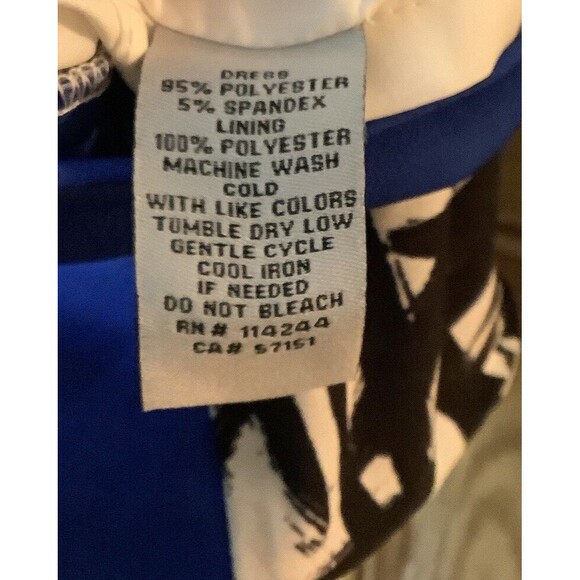 DRESS
95% POLYESTER
5% SPANDEX
LINING
100% POLYESTER
MACHINE WASH
COLD
WITH LIKE COLORS
TUMBLE DRY LOW
GENTLE CYCLE
COOL IRON
IF NEEDED
DO NOT BLEACH
RN# 114244
CA# 57151